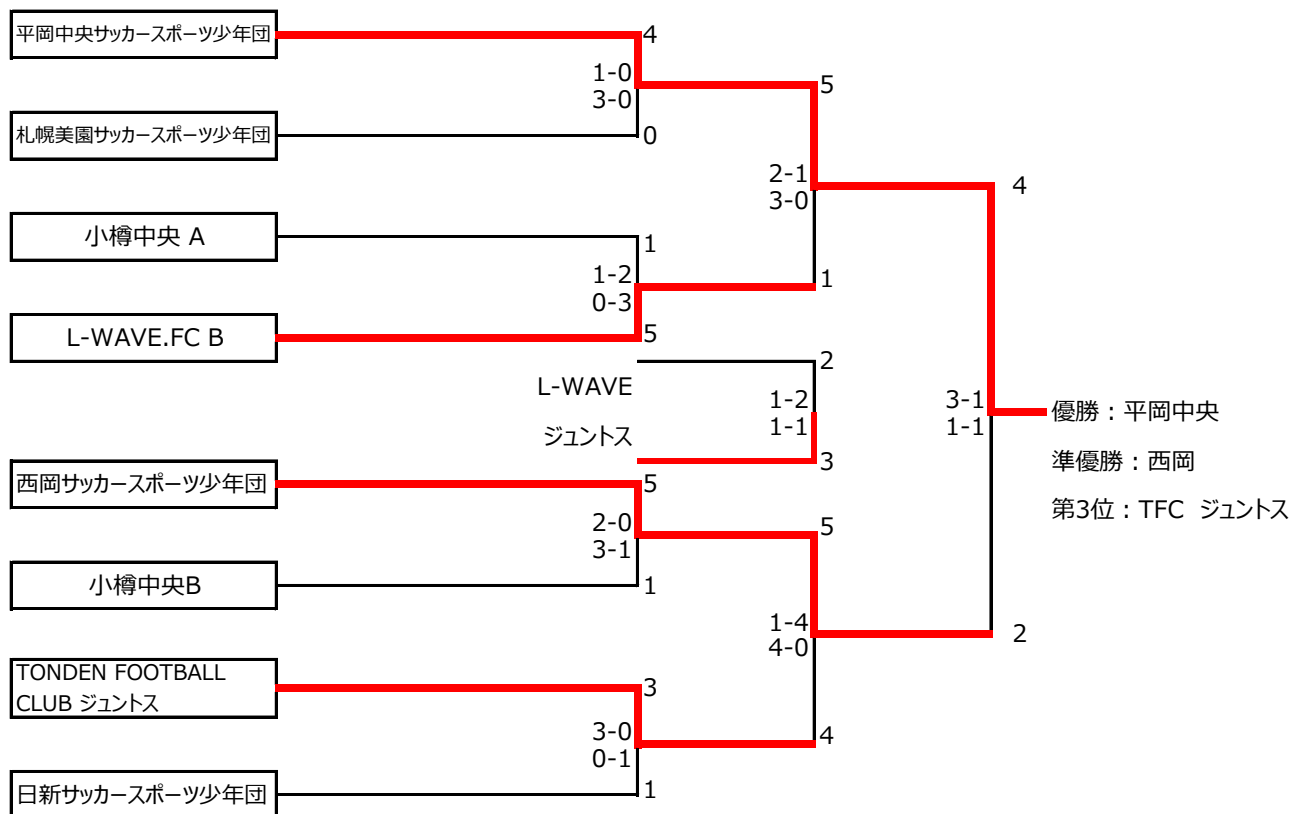 平岡中央サッカースポーツ少年団
4
1-0
3-0
5
札幌美園サッカースポーツ少年団
0
2-1
3-0
4
小樽中央 A
1
1-2
0-3
1
L-WAVE.FC B
5
L-WAVE
2
1-2
1-1
ジュントス
3
3-1
1-1
優勝：平岡中央
準優勝：西岡
第3位：TFC ジュントス
西岡サッカースポーツ少年団
5
2-0
3-1
5
小樽中央B
1
1-4
4-0
2
TONDEN FOOTBALL
CLUB ジュントス
3
3-0
0-1
4
日新サッカースポーツ少年団
1